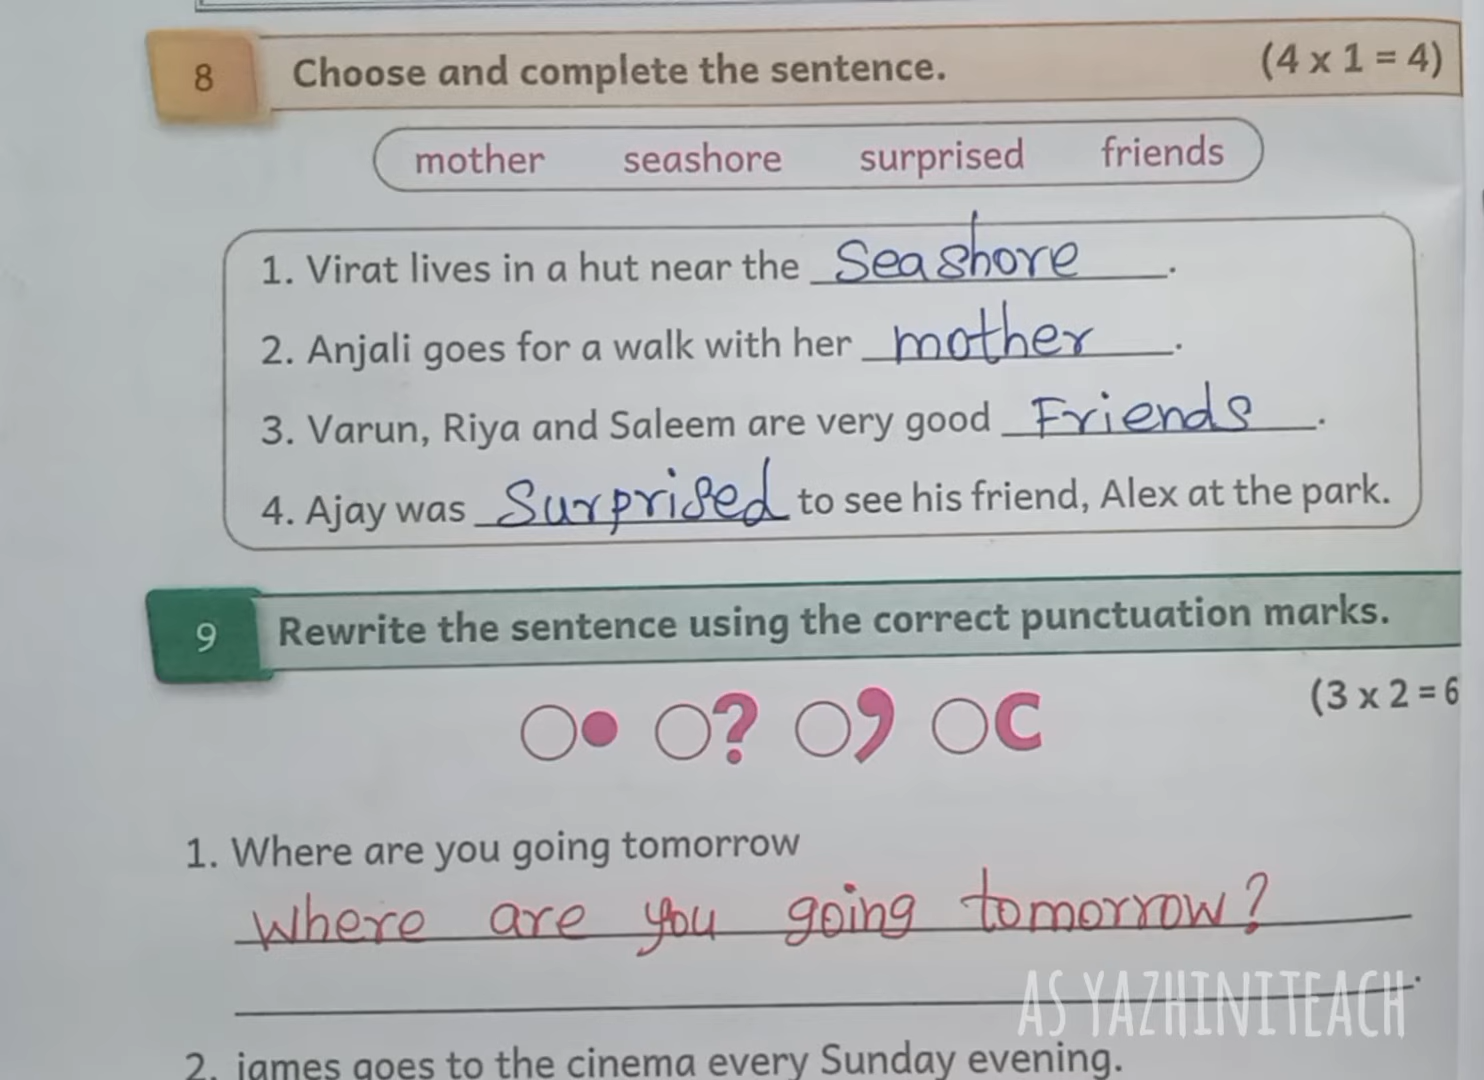 8 Choose and complete the sentence. (4 x 1 = 4)
mother seashore surprised friends
1. Virat lives in a hut near the Seashore.
2. Anjali goes for a walk with her mother.
3. Varun, Riya and Saleem are very good Friends.
4. Ajay was Surprised to see his friend, Alex at the park.
9 Rewrite the sentence using the correct punctuation marks.
(3 x 2 = 6
. ? , C
1. Where are you going tomorrow
Where are you going tomorrow?
.
AS YAZHINITEACH
2. james goes to the cinema every Sunday evening.